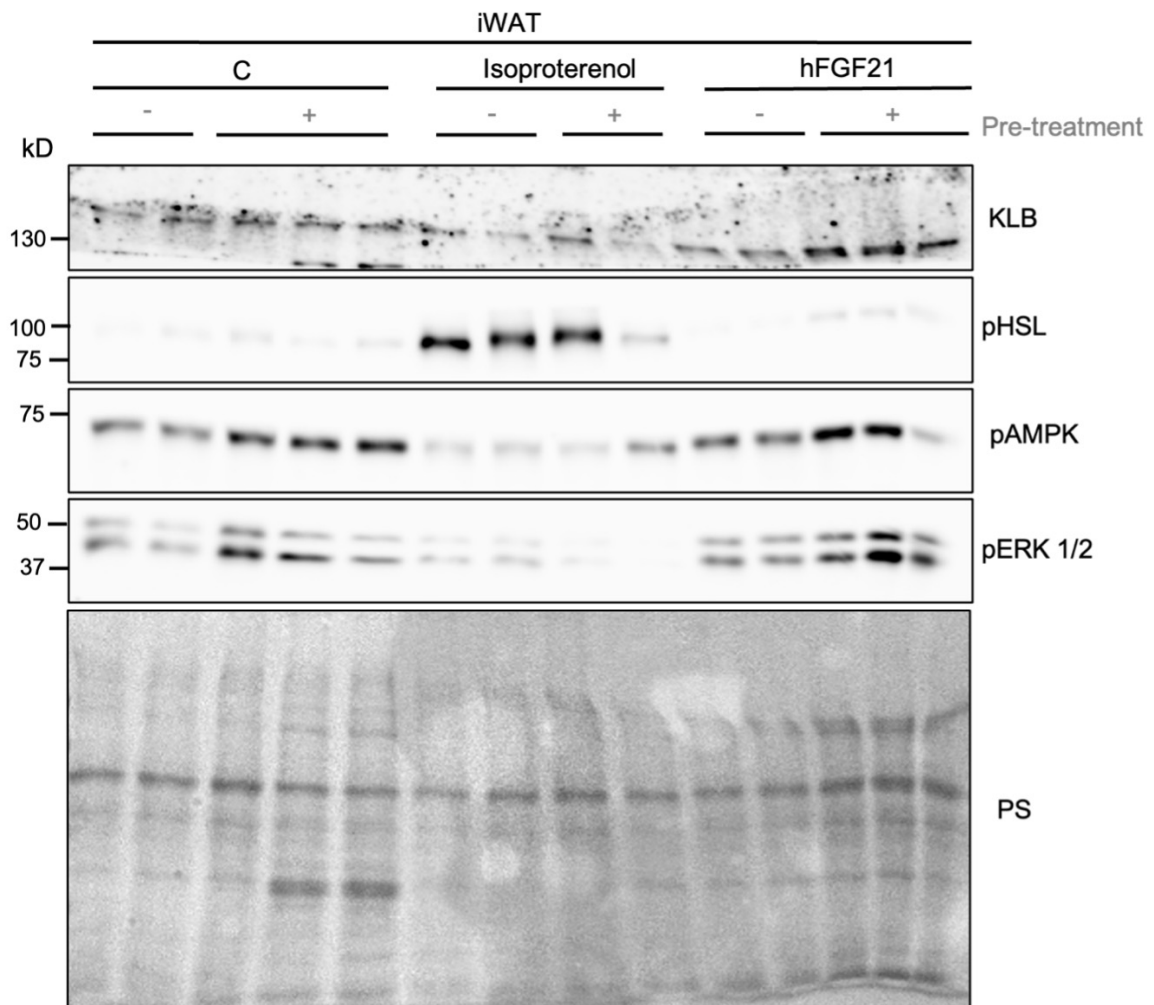 iWAT
C Isoproterenol hFGF21
- + - + - + Pre-treatment
kD
130 KLB
100 pHSL
75
75 pAMPK
50 pERK 1/2
37
PS